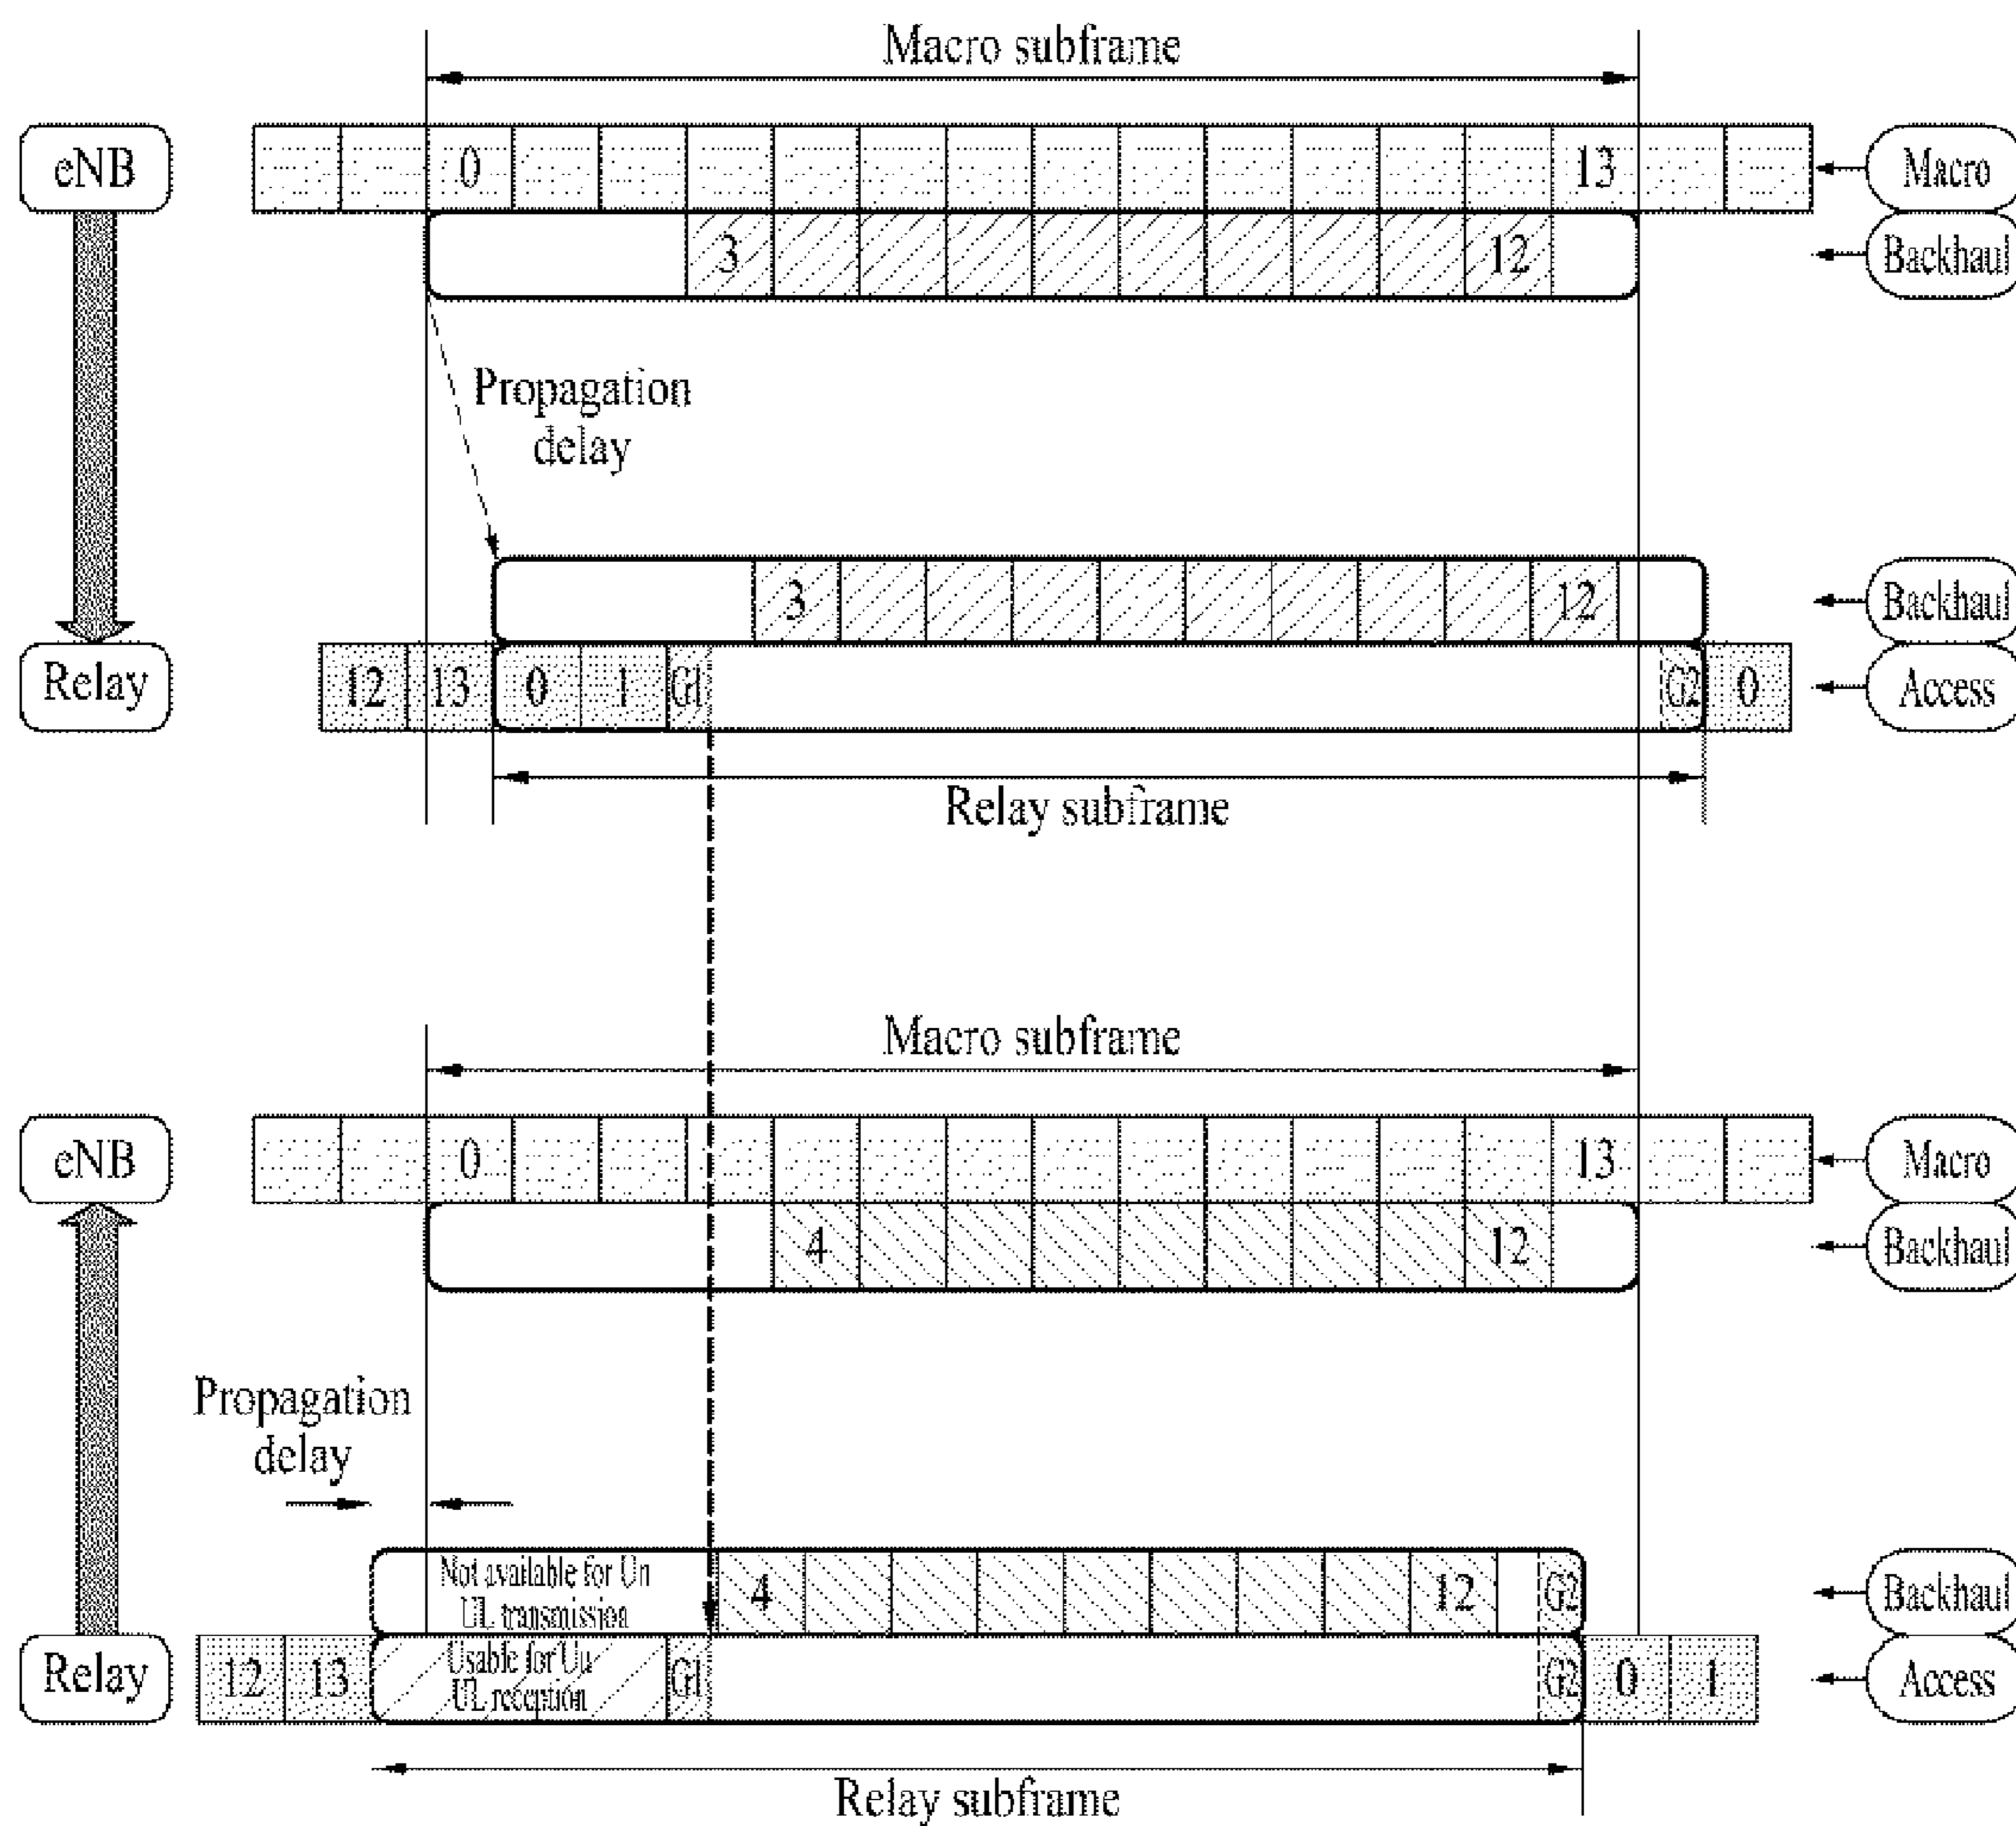 Macro subframe
eNB
0
13
Macro
3
12
Backhaul
Propagation
delay
3
12
Backhaul
Relay
12
13
0
1
G1
G2
0
Access
Relay subframe
Macro subframe
eNB
0
13
Macro
4
12
Backhaul
Propagation
delay
Not available for Un
UL transmission
4
12
G2
Backhaul
Relay
12
13
Usable for Uu
UL reception
G1
G2
0
1
Access
Relay subframe